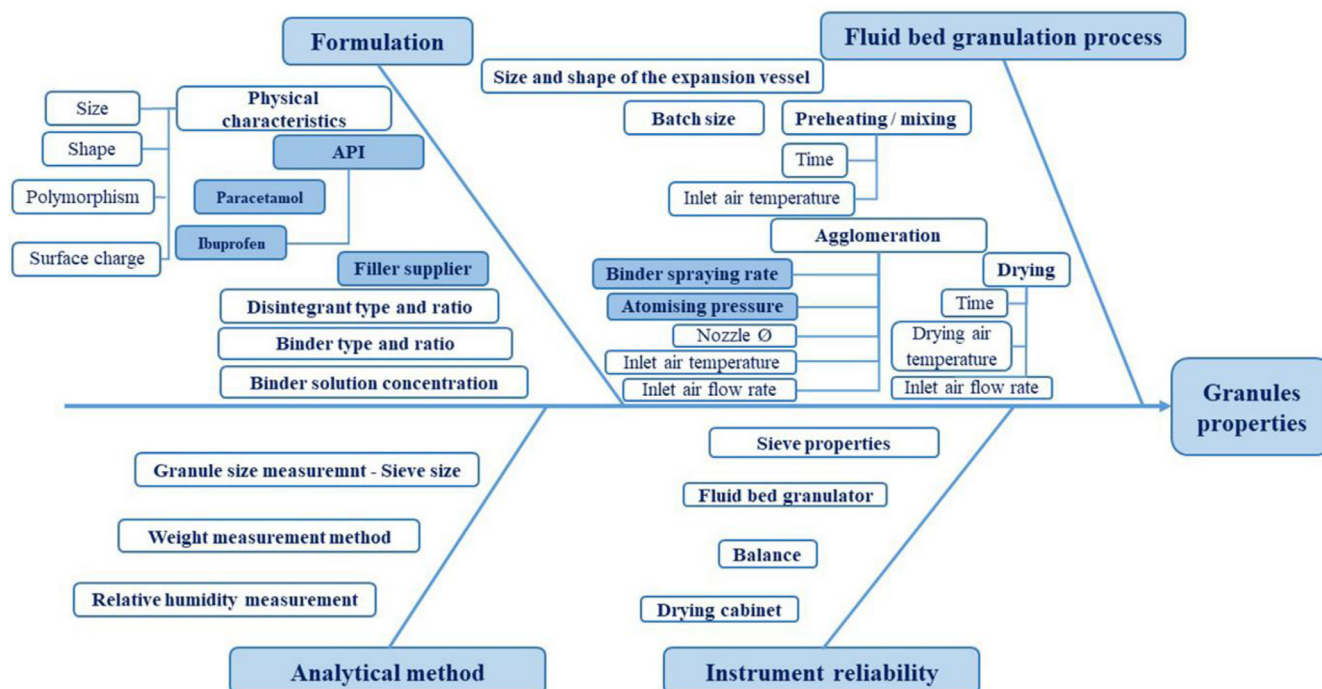 Formulation
Fluid bed granulation process
Size and shape of the expansion vessel
Size
Physical
characteristics
Batch size
Preheating / mixing
Shape
API
Time
Polymorphism
Paracetamol
Inlet air temperature
Ibuprofen
Agglomeration
Surface charge
Filler supplier
Binder spraying rate
Drying
Disintegrant type and ratio
Atomising pressure
Time
Binder type and ratio
Nozzle Ø
Drying air
temperature
Inlet air temperature
Binder solution concentration
Inlet air flow rate
Inlet air flow rate
Granules
properties
Sieve properties
Granule size measuremnt - Sieve size
Fluid bed granulator
Weight measurement method
Balance
Relative humidity measurement
Drying cabinet
Analytical method
Instrument reliability